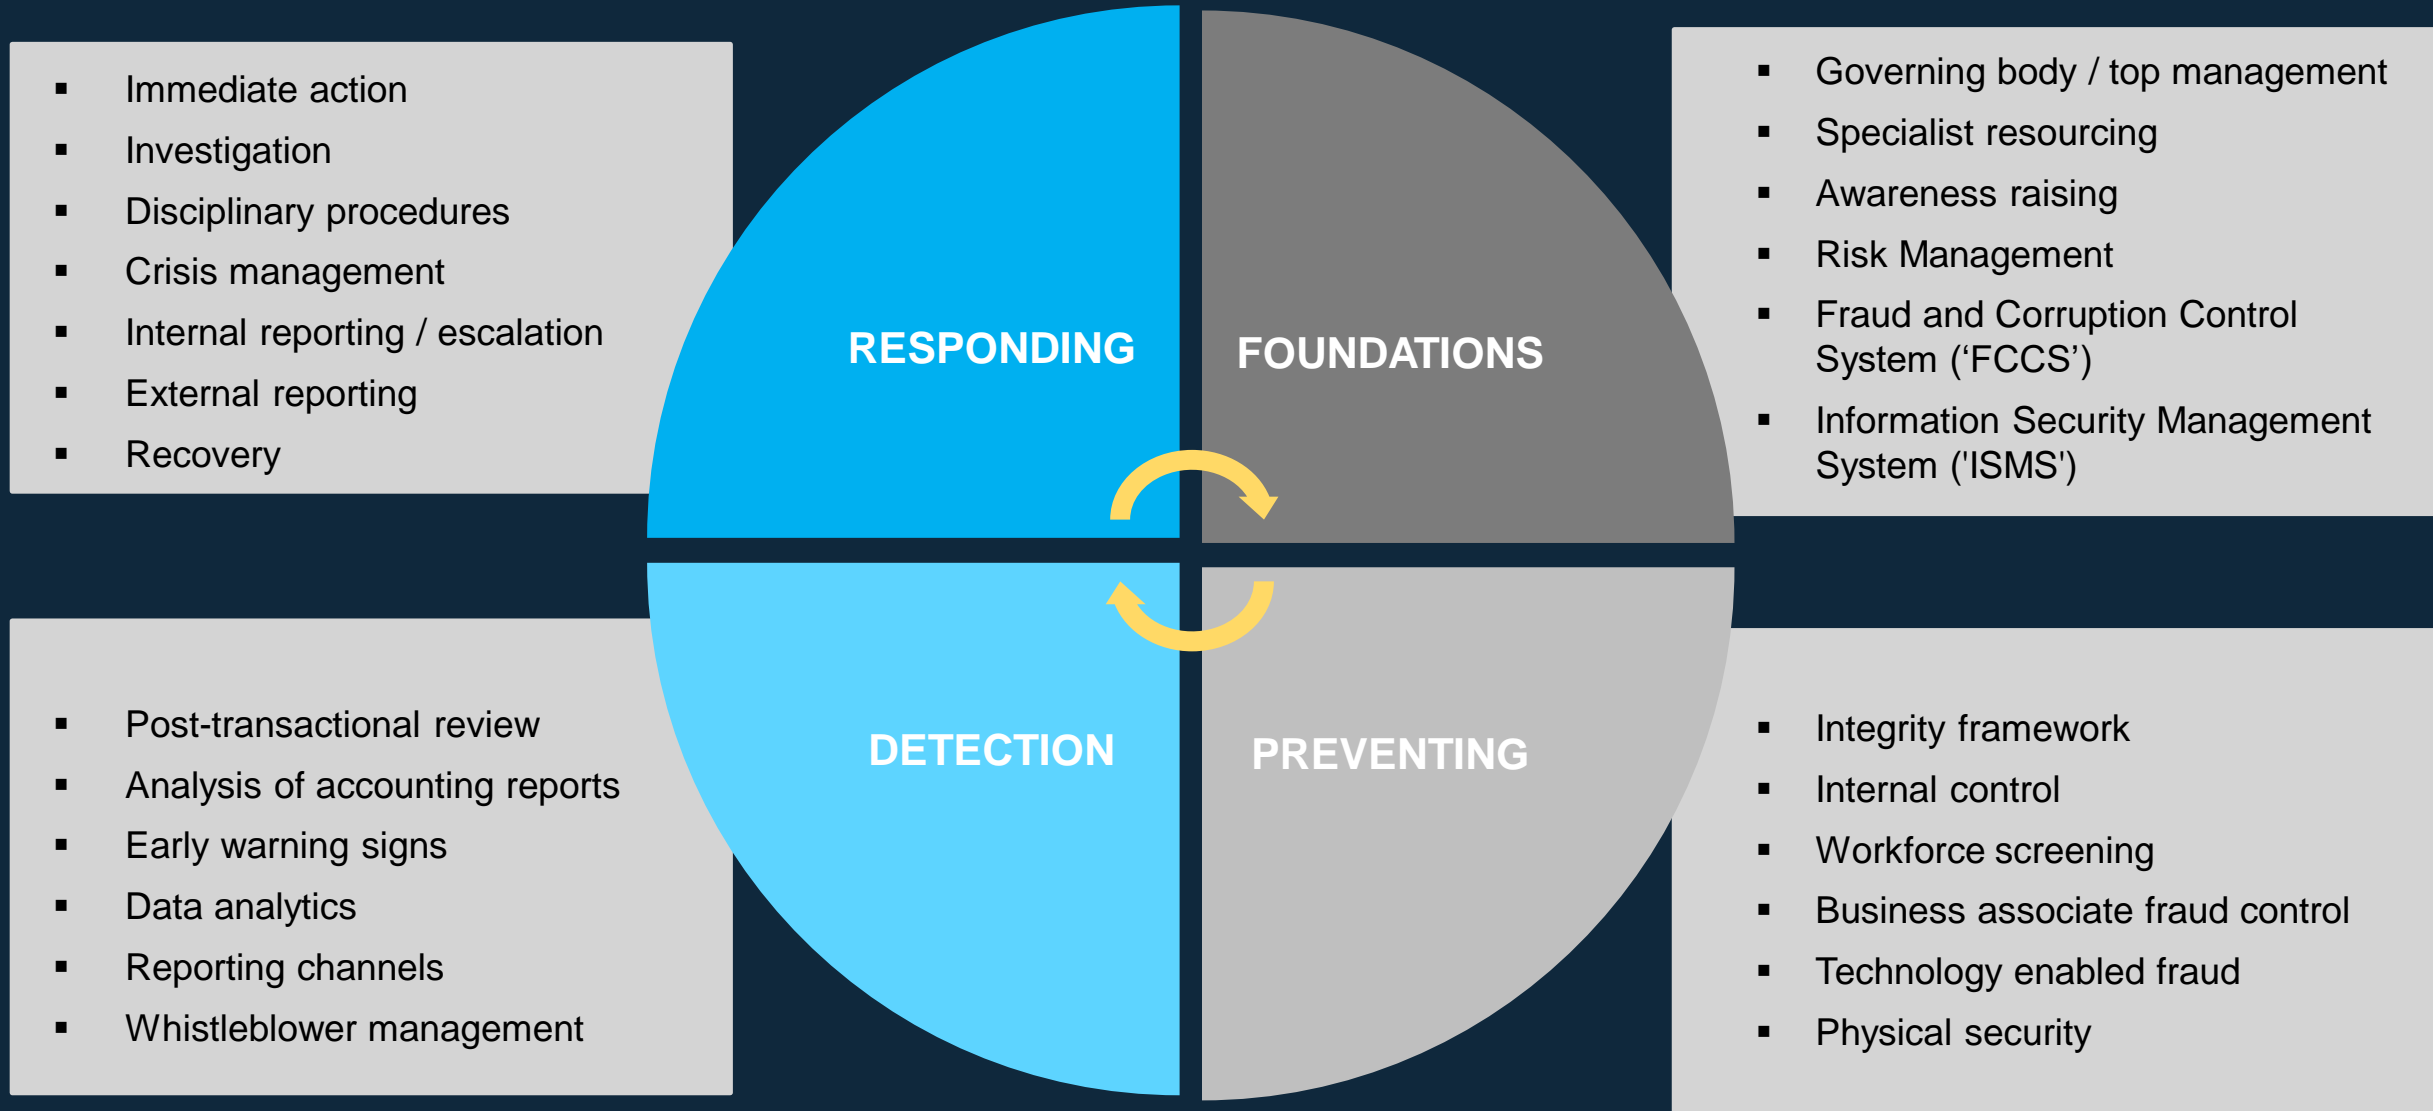 ▪ Immediate action
▪ Investigation
▪ Disciplinary procedures
▪ Crisis management
▪ Internal reporting / escalation
▪ External reporting
▪ Recovery
RESPONDING
FOUNDATIONS
▪ Governing body / top management
▪ Specialist resourcing
▪ Awareness raising
▪ Risk Management
▪ Fraud and Corruption Control
System (‘FCCS’)
▪ Information Security Management
System ('ISMS')
▪ Post-transactional review
▪ Analysis of accounting reports
▪ Early warning signs
▪ Data analytics
▪ Reporting channels
▪ Whistleblower management
DETECTION
PREVENTING
▪ Integrity framework
▪ Internal control
▪ Workforce screening
▪ Business associate fraud control
▪ Technology enabled fraud
▪ Physical security